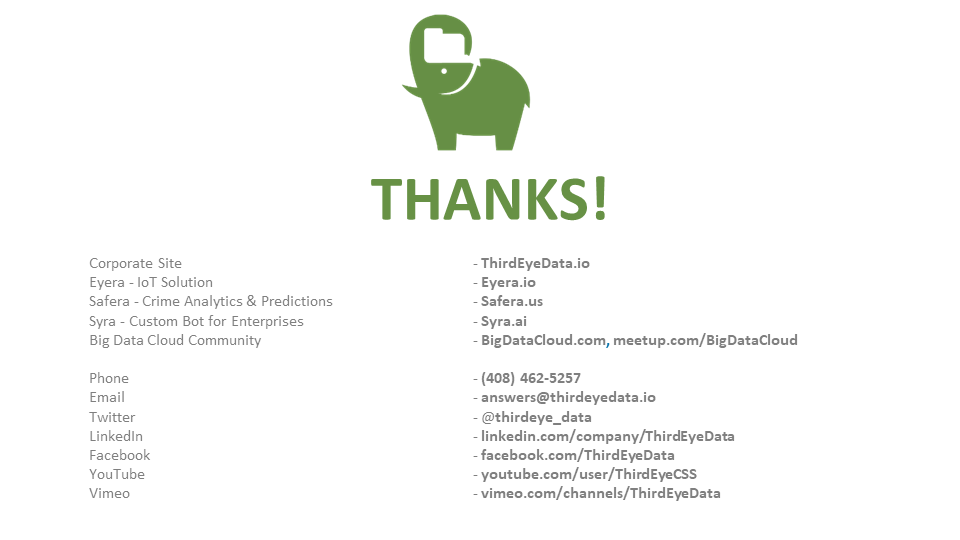 THANKS!
Corporate Site - ThirdEyeData.io
Eyera - IoT Solution - Eyera.io
Safera - Crime Analytics & Predictions - Safera.us
Syra - Custom Bot for Enterprises - Syra.ai
Big Data Cloud Community - BigDataCloud.com, meetup.com/BigDataCloud
Phone - (408) 462-5257
Email - answers@thirdeyedata.io
Twitter - @thirdeye_data
LinkedIn - linkedin.com/company/ThirdEyeData
Facebook - facebook.com/ThirdEyeData
YouTube - youtube.com/user/ThirdEyeCSS
Vimeo - vimeo.com/channels/ThirdEyeData